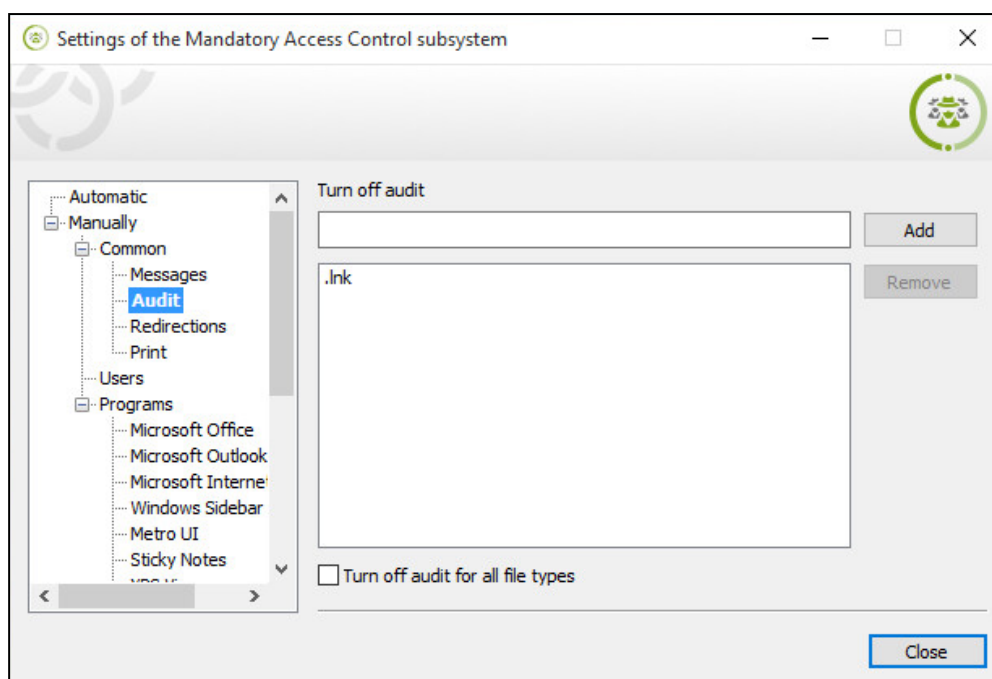 Settings of the Mandatory Access Control subsystem
Automatic
Manually
Common
Messages
Audit
Redirections
Print
Users
Programs
Microsoft Office
Microsoft Outlook
Microsoft Internet
Windows Sidebar
Metro UI
Sticky Notes
Turn off audit
Add
.lnk
Remove
Turn off audit for all file types
Close